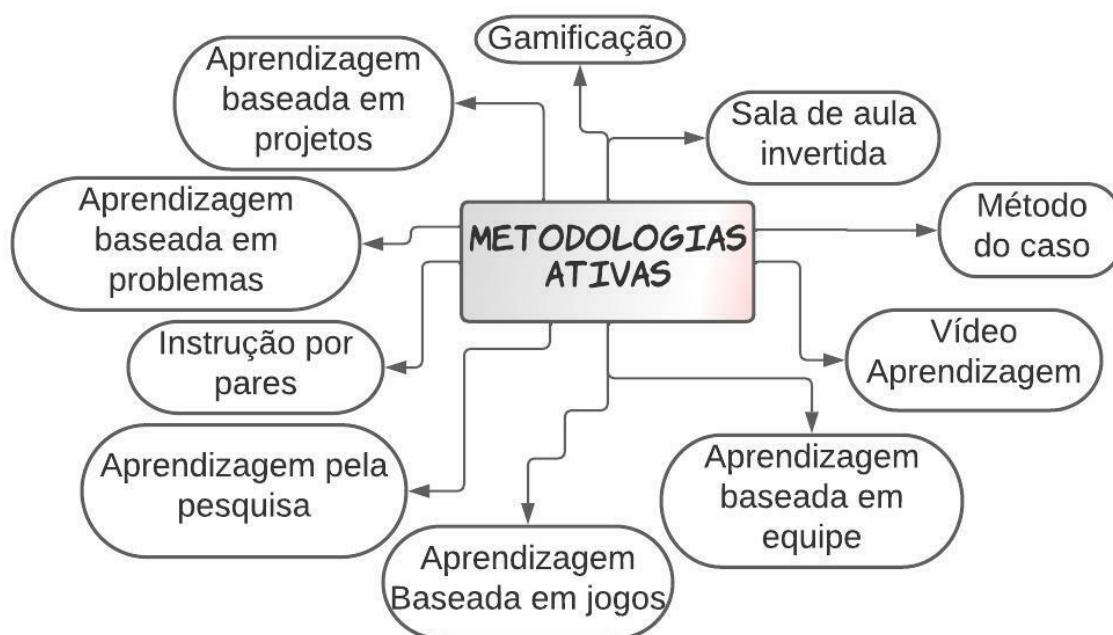 Gamificação
Aprendizagem
baseada em
projetos
Sala de aula
invertida
Aprendizagem
baseada em
problemas
METODOLOGIAS
ATIVAS
Método
do caso
Instrução por
pares
Vídeo
Aprendizagem
Aprendizagem pela
pesquisa
Aprendizagem
baseada em
equipe
Aprendizagem
Baseada em jogos